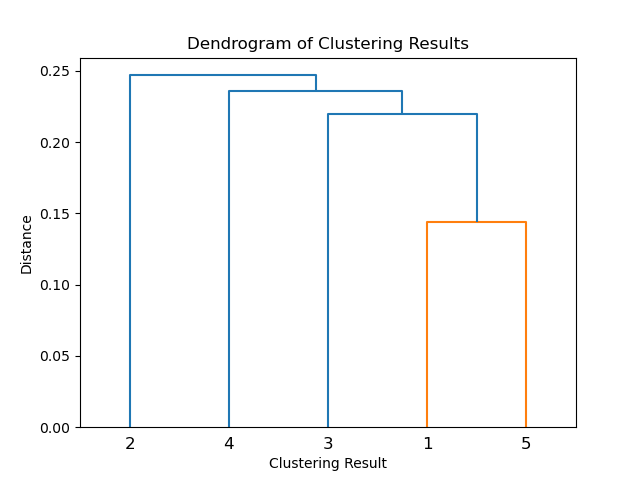 Dendrogram of Clustering Results
Distance
0.25
0.20
0.15
0.10
0.05
0.00
2 4 3 1 5
Clustering Result